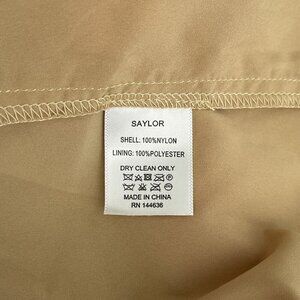 SAYLOR
SHELL: 100%NYLON
LINING: 100%POLYESTER
DRY CLEAN ONLY
MADE IN CHINA
RN 144636